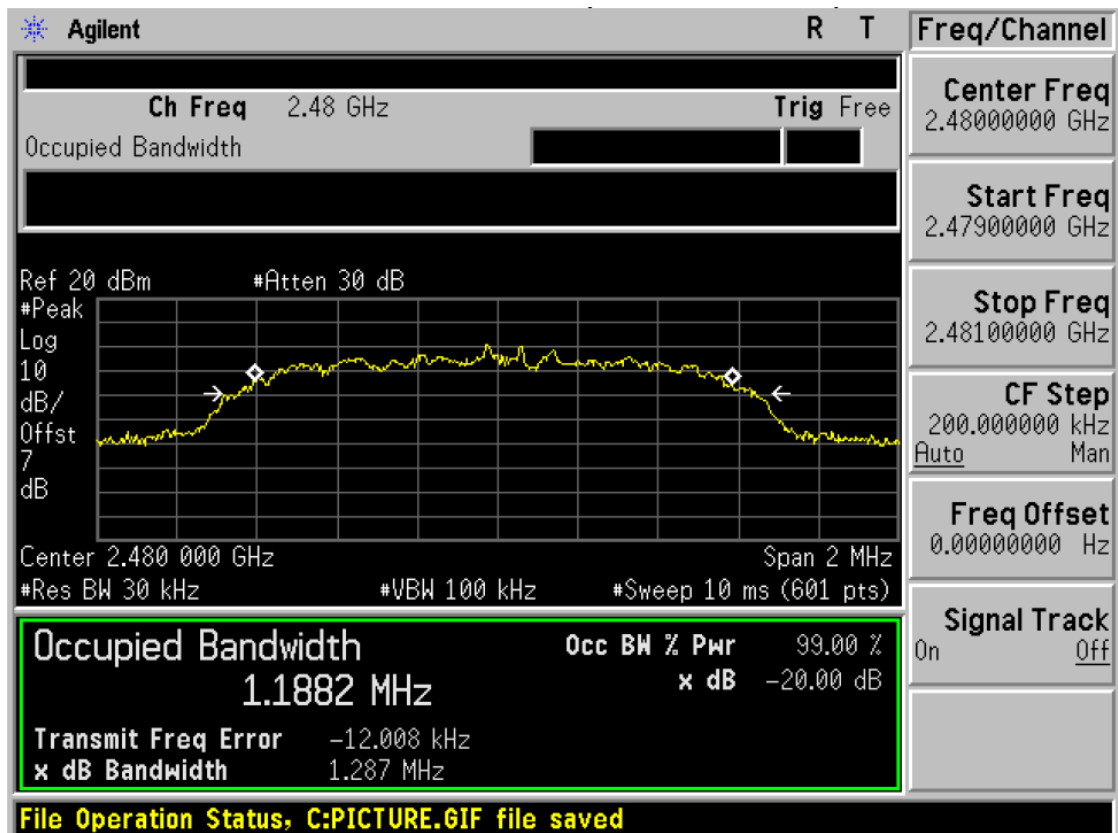 Agilent R T
Freq/Channel
Ch Freq 2.48 GHz Trig Free
Occupied Bandwidth
Center Freq
2.48000000 GHz
Start Freq
2.47900000 GHz
Stop Freq
2.48100000 GHz
CF Step
200.000000 kHz
Auto Man
Freq Offset
0.00000000 Hz
Signal Track
On Off
Ref 20 dBm #Atten 30 dB
#Peak
Log
10
dB/
Offst
7
dB
Center 2.480 000 GHz Span 2 MHz
#Res BW 30 kHz #VBW 100 kHz #Sweep 10 ms (601 pts)
Occupied Bandwidth
1.1882 MHz
Occ BW % Pwr 99.00 %
x dB -20.00 dB
Transmit Freq Error -12.008 kHz
x dB Bandwidth 1.287 MHz
File Operation Status, C:PICTURE.GIF file saved